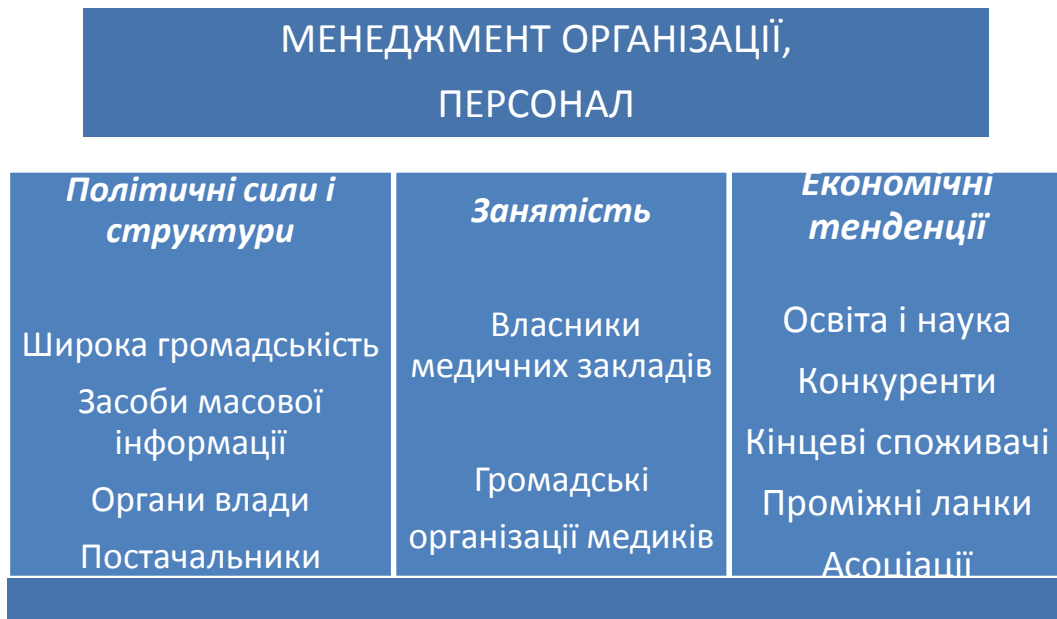 МЕНЕДЖМЕНТ ОРГАНІЗАЦІЇ,
ПЕРСОНАЛ
Політичні сили і
структури
Широка громадськість
Засоби масової
інформації
Органи влади
Постачальники
Занятість
Власники
медичних закладів
Громадські
організації медиків
Економічні
тенденції
Освіта і наука
Конкуренти
Кінцеві споживачі
Проміжні ланки
Асоціації